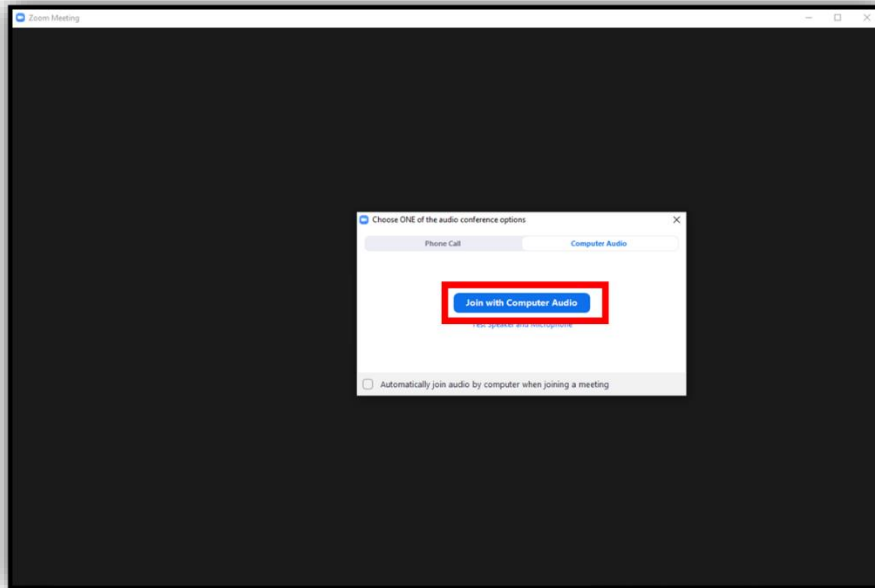 Zoom Meeting
Choose ONE of the audio conference options
Phone Call
Computer Audio
Join with Computer Audio
Test Speaker and Microphone
Automatically join audio by computer when joining a meeting